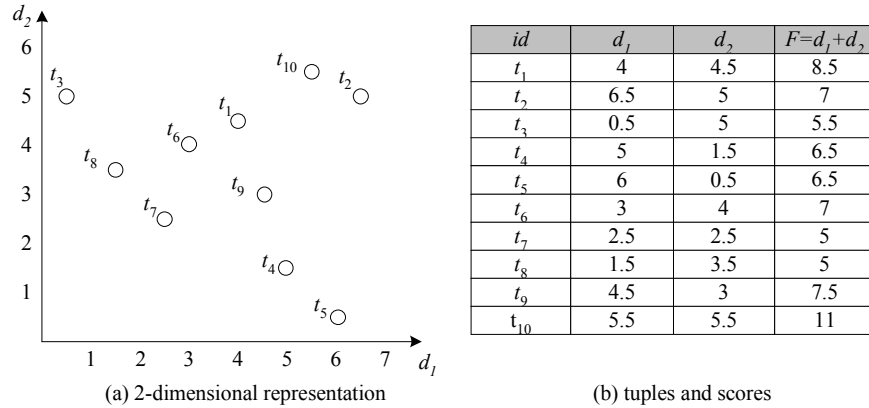 d2
6
5
4
3
2
1
t3
t10
t2
t1
t6
t8
t9
t7
t4
t5
1 2 3 4 5 6 7 d1
(a) 2-dimensional representation
id d1 d2 F=d1+d2
t1 4 4.5 8.5
t2 6.5 5 7
t3 0.5 5 5.5
t4 5 1.5 6.5
t5 6 0.5 6.5
t6 3 4 7
t7 2.5 2.5 5
t8 1.5 3.5 5
t9 4.5 3 7.5
t10 5.5 5.5 11
(b) tuples and scores